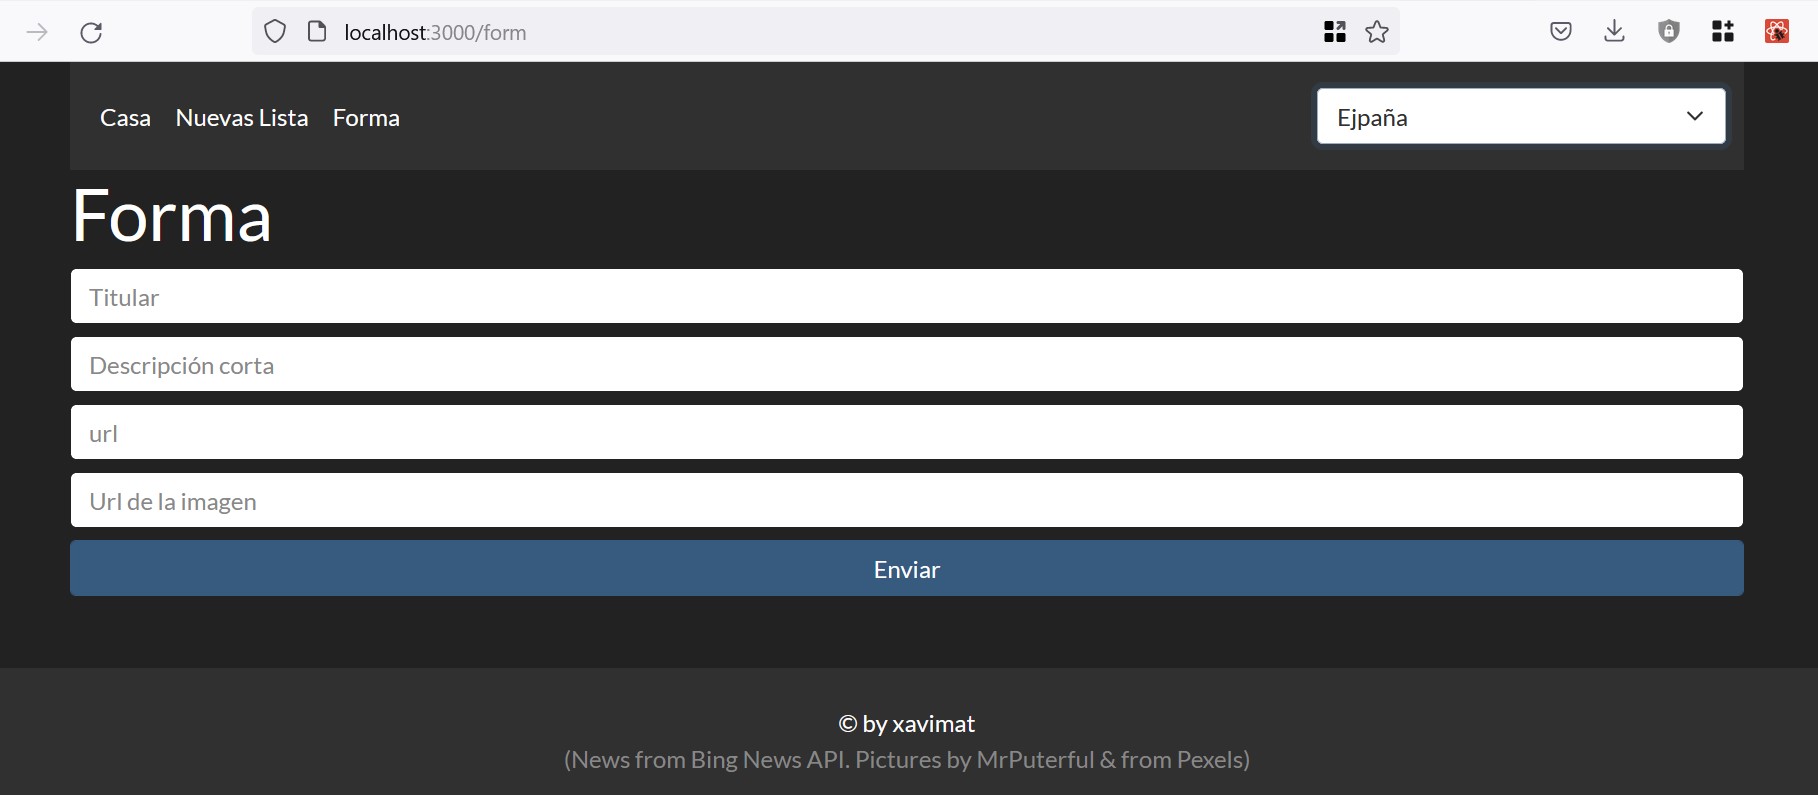 localhost:3000/form
Casa Nuevas Lista Forma Ejpaña
Forma
Titular
Descripción corta
url
Url de la imagen
Enviar
© by xavimat
(News from Bing News API. Pictures by MrPuterful & from Pexels)